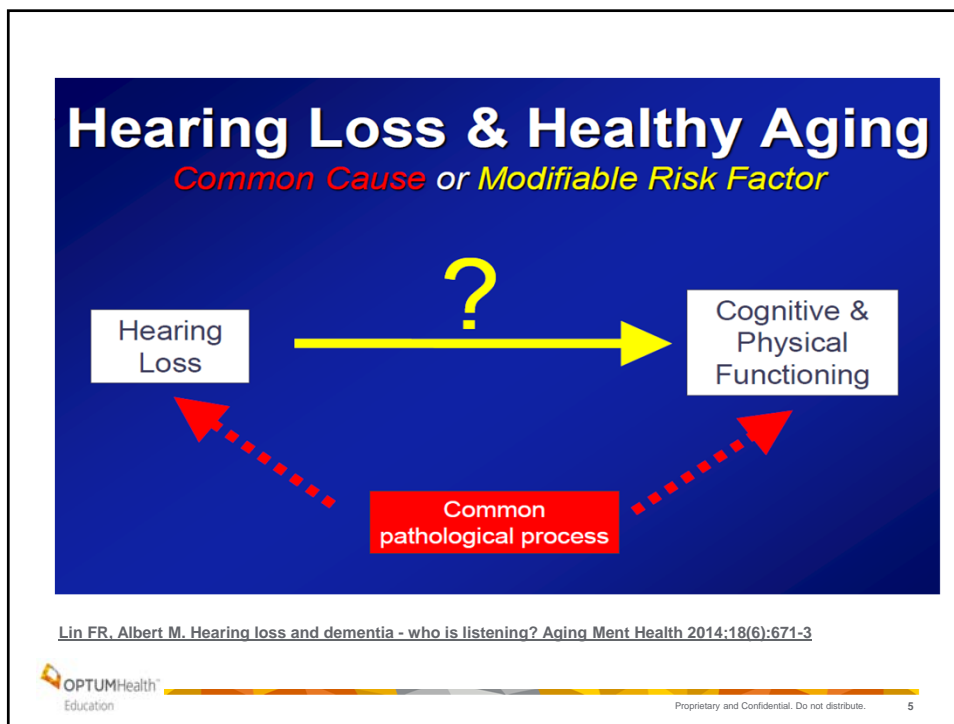 Hearing Loss & Healthy Aging
Common Cause or Modifiable Risk Factor
?
Hearing
Loss
Cognitive &
Physical
Functioning
Common
pathological process
Lin FR, Albert M. Hearing loss and dementia - who is listening? Aging Ment Health 2014;18(6):671-3
OPTUMHealth™
Education
Proprietary and Confidential. Do not distribute. 5